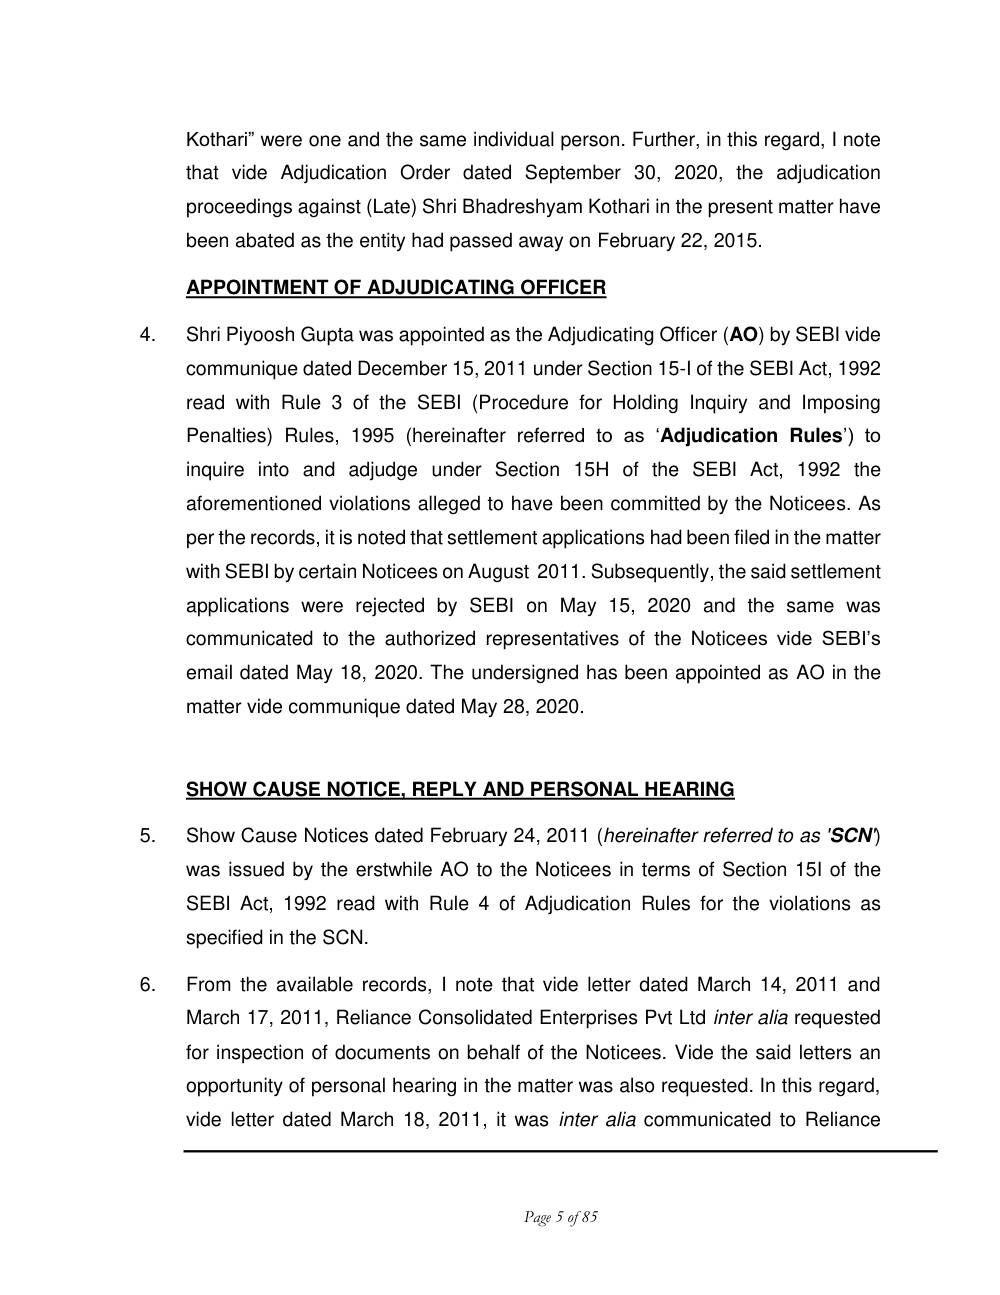 Kothari” were one and the same individual person. Further, in this regard, I note
that vide Adjudication Order dated September 30, 2020, the adjudication
proceedings against (Late) Shri Bhadreshyam Kothari in the present matter have
been abated as the entity had passed away on February 22, 2015.
APPOINTMENT OF ADJUDICATING OFFICER
4. Shri Piyoosh Gupta was appointed as the Adjudicating Officer (AO) by SEBI vide
communique dated December 15, 2011 under Section 15-I of the SEBI Act, 1992
read with Rule 3 of the SEBI (Procedure for Holding Inquiry and Imposing
Penalties) Rules, 1995 (hereinafter referred to as ‘Adjudication Rules’) to
inquire into and adjudge under Section 15H of the SEBI Act, 1992 the
aforementioned violations alleged to have been committed by the Noticees. As
per the records, it is noted that settlement applications had been filed in the matter
with SEBI by certain Noticees on August 2011. Subsequently, the said settlement
applications were rejected by SEBI on May 15, 2020 and the same was
communicated to the authorized representatives of the Noticees vide SEBI’s
email dated May 18, 2020. The undersigned has been appointed as AO in the
matter vide communique dated May 28, 2020.
SHOW CAUSE NOTICE, REPLY AND PERSONAL HEARING
5. Show Cause Notices dated February 24, 2011 (hereinafter referred to as 'SCN')
was issued by the erstwhile AO to the Noticees in terms of Section 15I of the
SEBI Act, 1992 read with Rule 4 of Adjudication Rules for the violations as
specified in the SCN.
6. From the available records, I note that vide letter dated March 14, 2011 and
March 17, 2011, Reliance Consolidated Enterprises Pvt Ltd inter alia requested
for inspection of documents on behalf of the Noticees. Vide the said letters an
opportunity of personal hearing in the matter was also requested. In this regard,
vide letter dated March 18, 2011, it was inter alia communicated to Reliance
Page 5 of 85